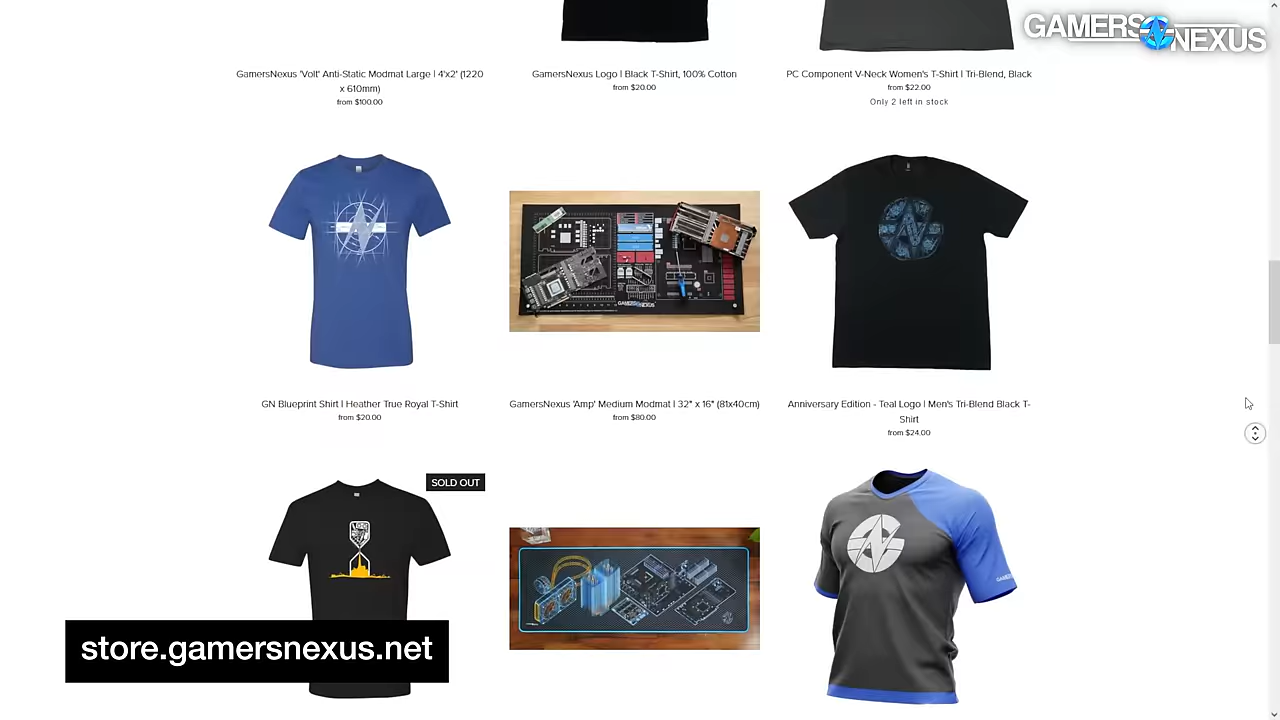 GAMERS NEXUS
GamersNexus 'Volt' Anti-Static Modmat Large | 4'x2' (1220
x 610mm)
from $100.00
GamersNexus Logo | Black T-Shirt, 100% Cotton
from $20.00
PC Component V-Neck Women's T-Shirt | Tri-Blend, Black
from $22.00
Only 2 left in stock
GAMERS NEXUS
GN Blueprint Shirt | Heather True Royal T-Shirt
from $20.00
GamersNexus 'Amp' Medium Modmat | 32" x 16" (81x40cm)
from $80.00
Anniversary Edition - Teal Logo | Men's Tri-Blend Black T-
Shirt
from $24.00
SOLD OUT
store.gamersnexus.net